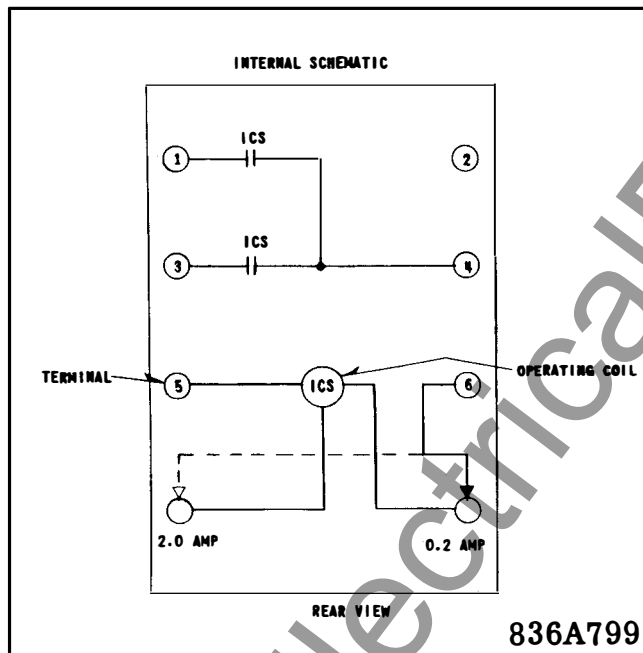 INTERNAL SCHEMATIC
ICS
1
2
ICS
3
4
TERMINAL
5
ICS
6
OPERATING COIL
2.0 AMP
0.2 AMP
REAR VIEW
836A799